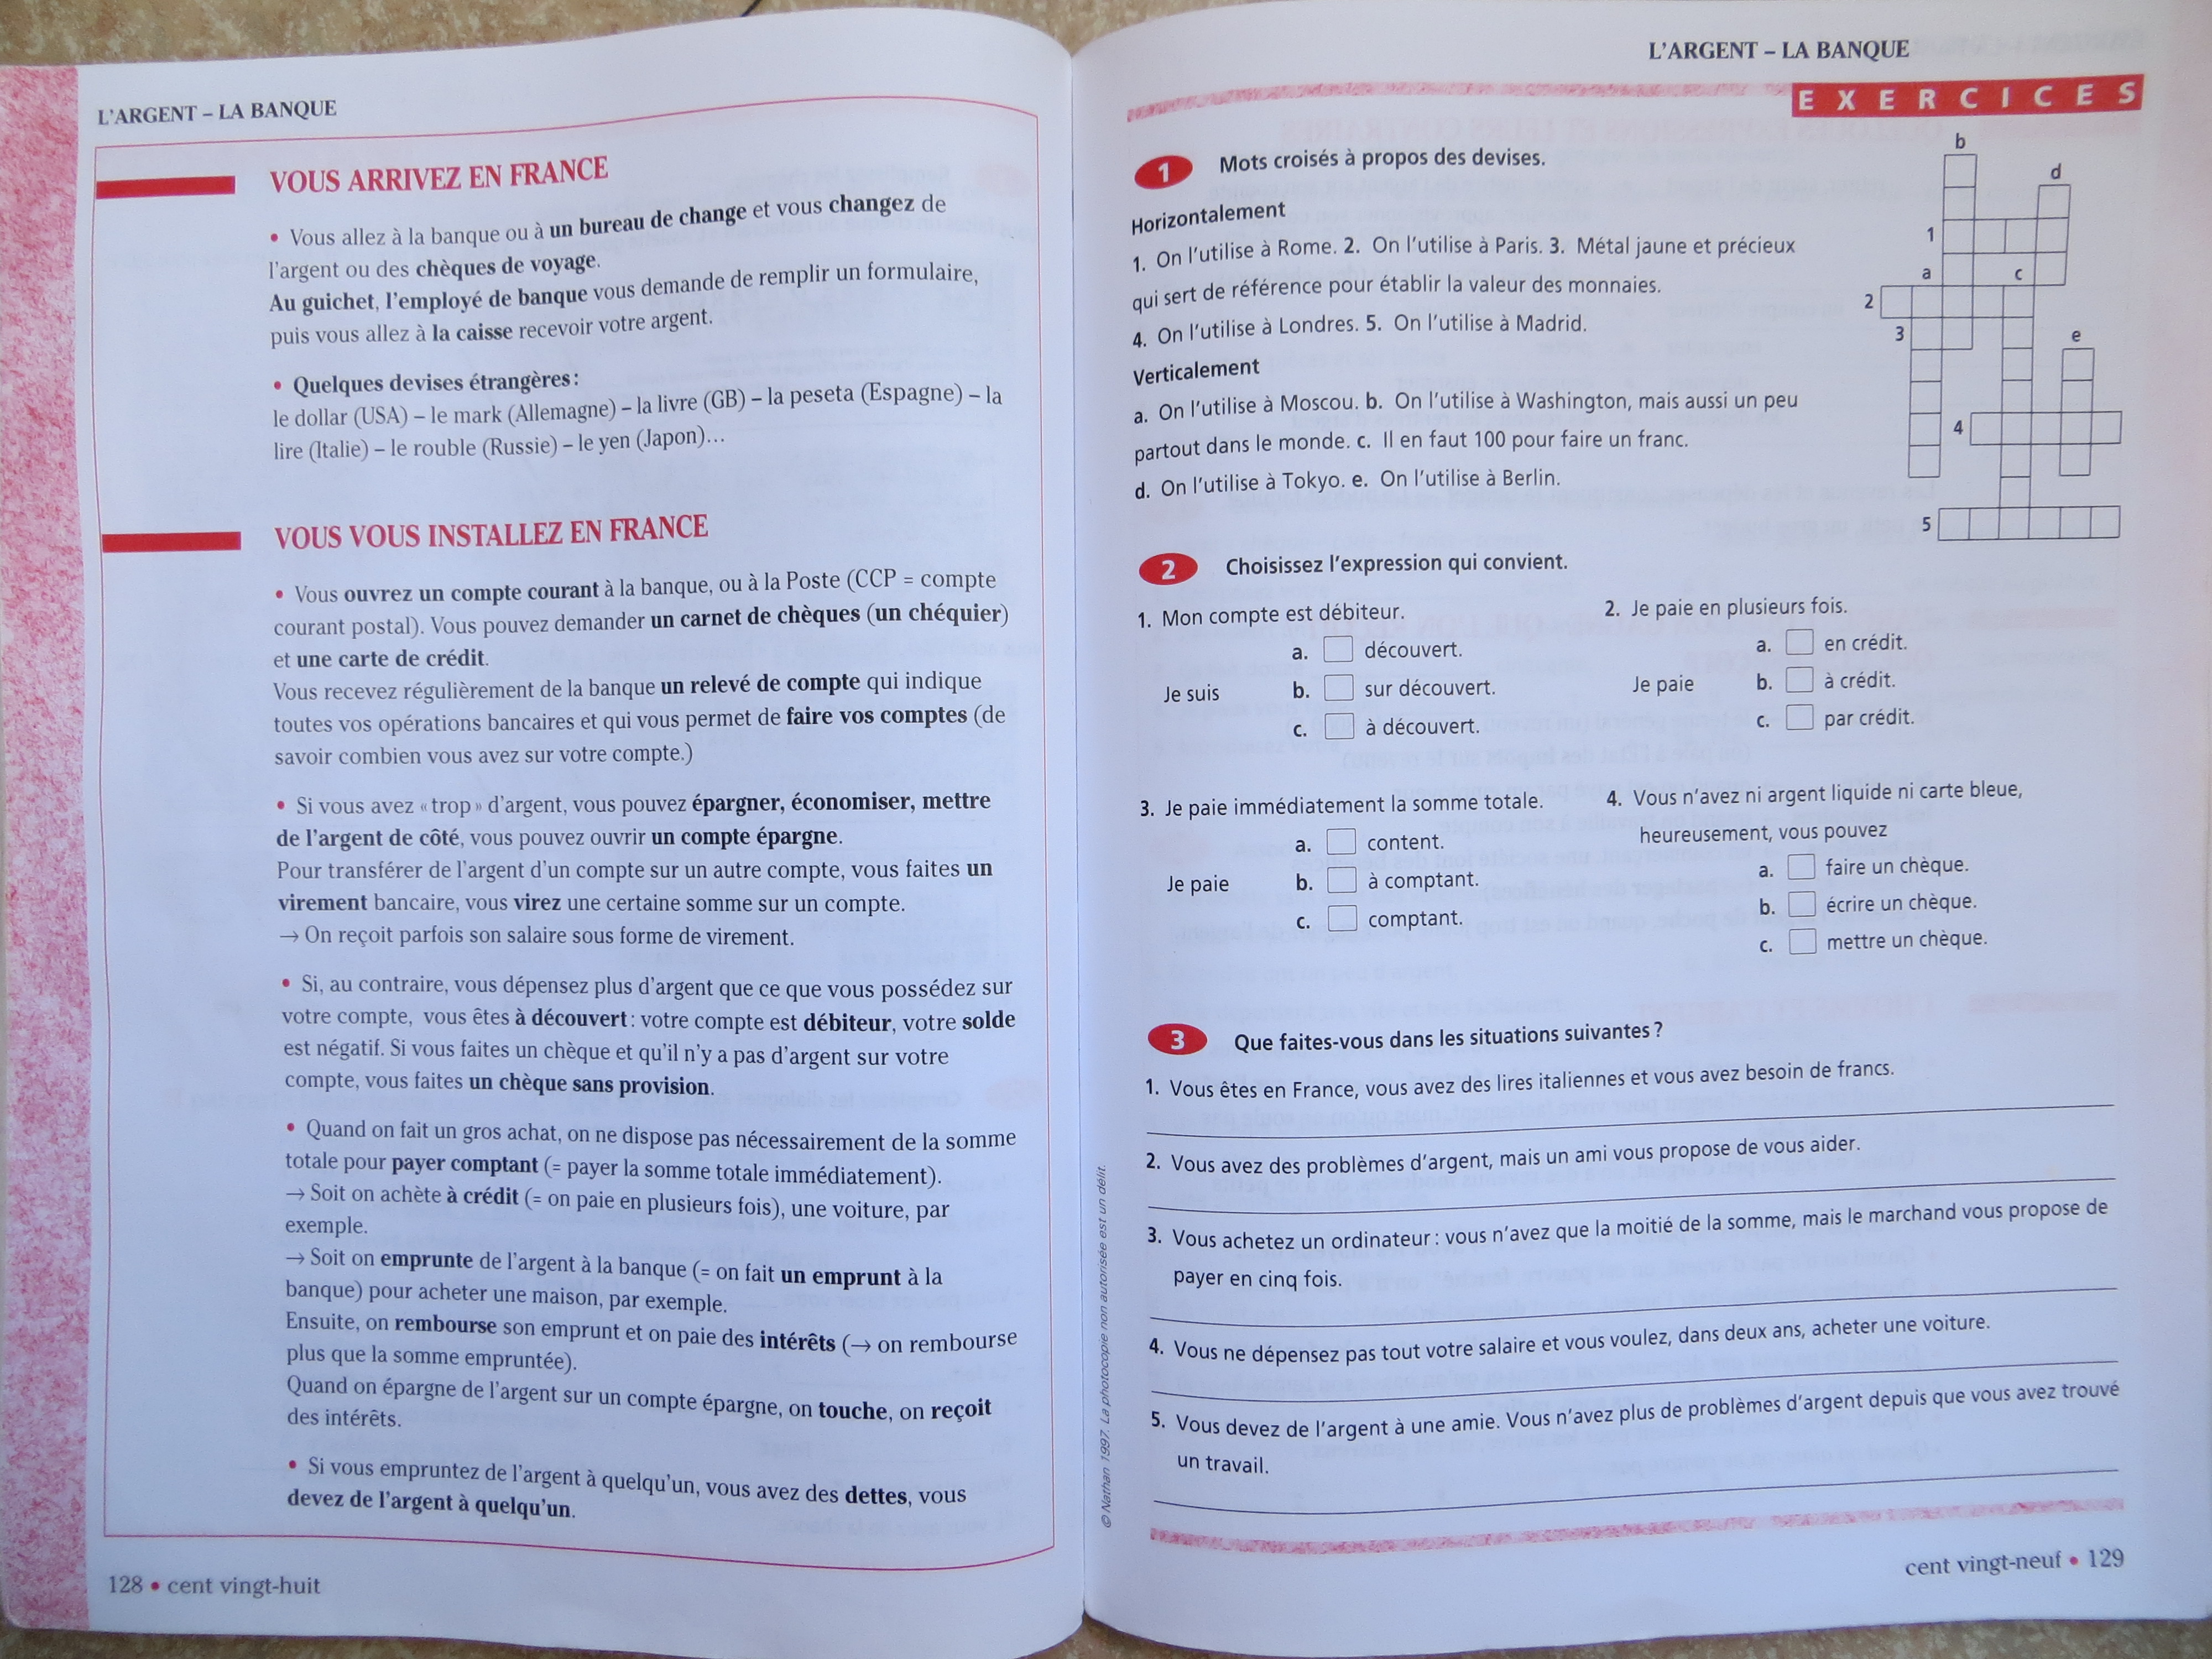 L'ARGENT – LA BANQUE
VOUS ARRIVEZ EN FRANCE
• Vous allez à la banque ou à un bureau de change et vous changez de
l'argent ou des chèques de voyage.
Au guichet, l'employé de banque vous demande de remplir un formulaire,
puis vous allez à la caisse recevoir votre argent.
• Quelques devises étrangères :
le dollar (USA) – le mark (Allemagne) – la livre (GB) – la peseta (Espagne) – la
lire (Italie) – le rouble (Russie) – le yen (Japon)…
VOUS VOUS INSTALLEZ EN FRANCE
• Vous ouvrez un compte courant à la banque, ou à la Poste (CCP = compte
courant postal). Vous pouvez demander un carnet de chèques (un chéquier)
et une carte de crédit.
Vous recevez régulièrement de la banque un relevé de compte qui indique
toutes vos opérations bancaires et qui vous permet de faire vos comptes (de
savoir combien vous avez sur votre compte.)
• Si vous avez « trop » d'argent, vous pouvez épargner, économiser, mettre
de l'argent de côté, vous pouvez ouvrir un compte épargne.
Pour transférer de l'argent d'un compte sur un autre compte, vous faites un
virement bancaire, vous virez une certaine somme sur un compte.
→ On reçoit parfois son salaire sous forme de virement.
• Si, au contraire, vous dépensez plus d'argent que ce que vous possédez sur
votre compte, vous êtes à découvert : votre compte est débiteur, votre solde
est négatif. Si vous faites un chèque et qu'il n'y a pas d'argent sur votre
compte, vous faites un chèque sans provision.
• Quand on fait un gros achat, on ne dispose pas nécessairement de la somme
totale pour payer comptant (= payer la somme totale immédiatement).
→ Soit on achète à crédit (= on paie en plusieurs fois), une voiture, par
exemple.
→ Soit on emprunte de l'argent à la banque (= on fait un emprunt à la
banque) pour acheter une maison, par exemple.
Ensuite, on rembourse son emprunt et on paie des intérêts (→ on rembourse
plus que la somme empruntée).
Quand on épargne de l'argent sur un compte épargne, on touche, on reçoit
des intérêts.
• Si vous empruntez de l'argent à quelqu'un, vous avez des dettes, vous
devez de l'argent à quelqu'un.
128 • cent vingt-huit
L'ARGENT – LA BANQUE
EXERCICES
1 Mots croisés à propos des devises.
Horizontalement
1. On l'utilise à Rome. 2. On l'utilise à Paris. 3. Métal jaune et précieux
qui sert de référence pour établir la valeur des monnaies.
4. On l'utilise à Londres. 5. On l'utilise à Madrid.
Verticalement
a. On l'utilise à Moscou. b. On l'utilise à Washington, mais aussi un peu
partout dans le monde. c. Il en faut 100 pour faire un franc.
d. On l'utilise à Tokyo. e. On l'utilise à Berlin.
b
d
1
a c
2
3
e
4
5
2 Choisissez l'expression qui convient.
1. Mon compte est débiteur.
a. découvert.
Je suis b. sur découvert.
c. à découvert.
2. Je paie en plusieurs fois.
a. en crédit.
Je paie b. à crédit.
c. par crédit.
3. Je paie immédiatement la somme totale.
a. content.
Je paie b. à comptant.
c. comptant.
4. Vous n'avez ni argent liquide ni carte bleue,
heureusement, vous pouvez
a. faire un chèque.
b. écrire un chèque.
c. mettre un chèque.
3 Que faites-vous dans les situations suivantes ?
1. Vous êtes en France, vous avez des lires italiennes et vous avez besoin de francs.
2. Vous avez des problèmes d'argent, mais un ami vous propose de vous aider.
3. Vous achetez un ordinateur : vous n'avez que la moitié de la somme, mais le marchand vous propose de
payer en cinq fois.
4. Vous ne dépensez pas tout votre salaire et vous voulez, dans deux ans, acheter une voiture.
5. Vous devez de l'argent à une amie. Vous n'avez plus de problèmes d'argent depuis que vous avez trouvé
un travail.
© Nathan 1997. La photocopie non autorisée est un délit.
cent vingt-neuf • 129